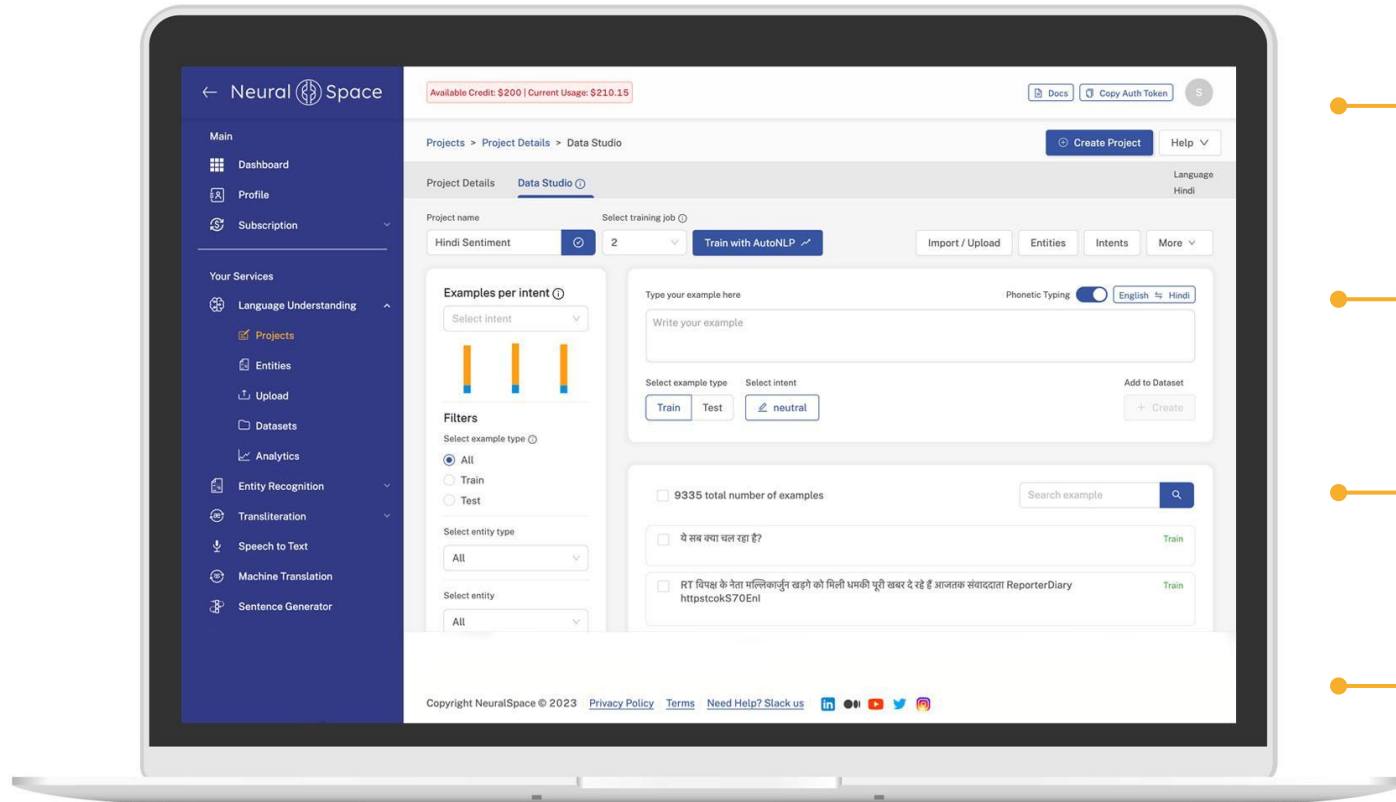 ← Neural Space
Main
Dashboard
Profile
Subscription
Your Services
Language Understanding
Projects
Entities
Upload
Datasets
Analytics
Entity Recognition
Transliteration
Speech to Text
Machine Translation
Sentence Generator
Available Credit: $200 | Current Usage: $210.15
Docs
Copy Auth Token
S
Projects > Project Details > Data Studio
Create Project
Help
Project Details
Data Studio
Language
Hindi
Project name
Select training job
Hindi Sentiment
2
Train with AutoNLP
Import / Upload
Entities
Intents
More
Examples per intent
Select intent
Filters
Select example type
All
Train
Test
Select entity type
All
Select entity
All
Type your example here
Phonetic Typing
English ⇋ Hindi
Write your example
Select example type
Select intent
Add to Dataset
Train
Test
neutral
+ Create
9335 total number of examples
Search example
ये सब क्या चल रहा है?
Train
RT विपक्ष के नेता मल्लिकार्जुन खड़गे को मिली धमकी पूरी खबर दे रहे हैं आजतक संवाददाता ReporterDiary
httpstcokS70EnI
Train
Copyright NeuralSpace © 2023 Privacy Policy Terms Need Help? Slack us